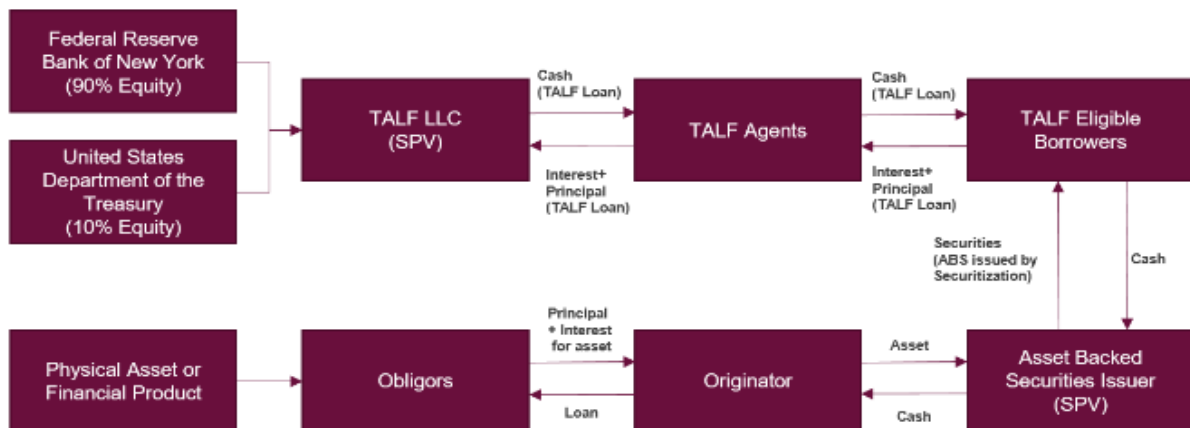 Federal Reserve
Bank of New York
(90% Equity)
United States
Department of the
Treasury
(10% Equity)
TALF LLC
(SPV)
Cash
(TALF Loan)
Interest+
Principal
(TALF Loan)
TALF Agents
Cash
(TALF Loan)
Interest+
Principal
(TALF Loan)
TALF Eligible
Borrowers
Securities
(ABS issued by
Securitization)
Cash
Physical Asset or
Financial Product
Obligors
Principal
+ Interest
for asset
Loan
Originator
Asset
Cash
Asset Backed
Securities Issuer
(SPV)